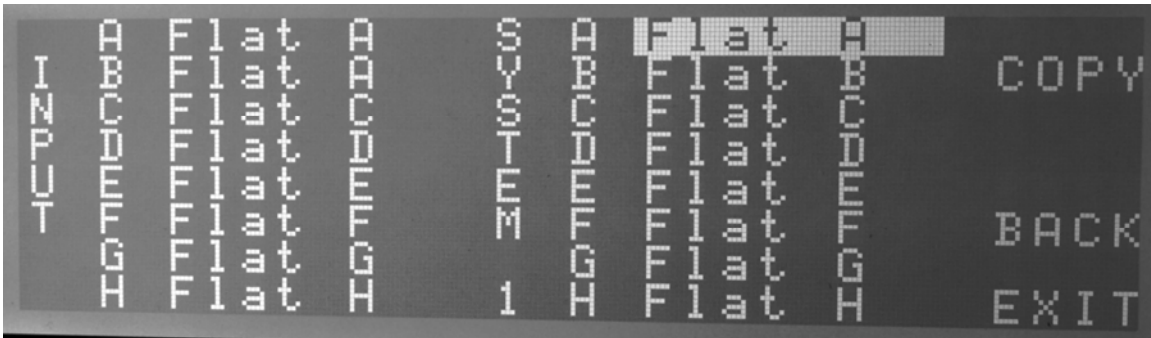 A Flat A S A Flat A
I B Flat A Y B Flat B COPY
N C Flat C S C Flat C
P D Flat D T D Flat D
U E Flat E E E Flat E
T F Flat F M F Flat F BACK
G Flat G G Flat G
H Flat H 1 H Flat H EXIT